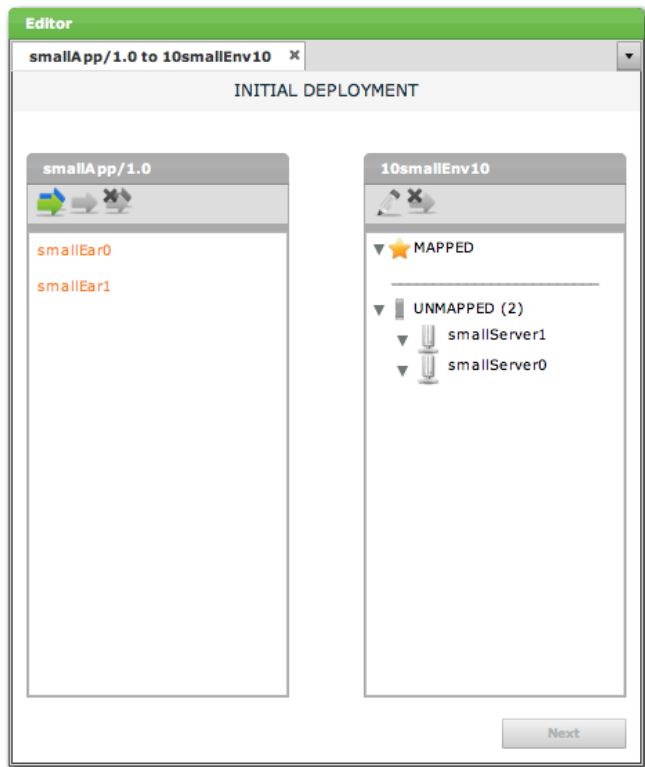 Editor
smallApp/1.0 to 10smallEnv10
INITIAL DEPLOYMENT
smallApp/1.0
smallEar0
smallEar1
10smallEnv10
MAPPED
UNMAPPED (2)
smallServer1
smallServer0
Next